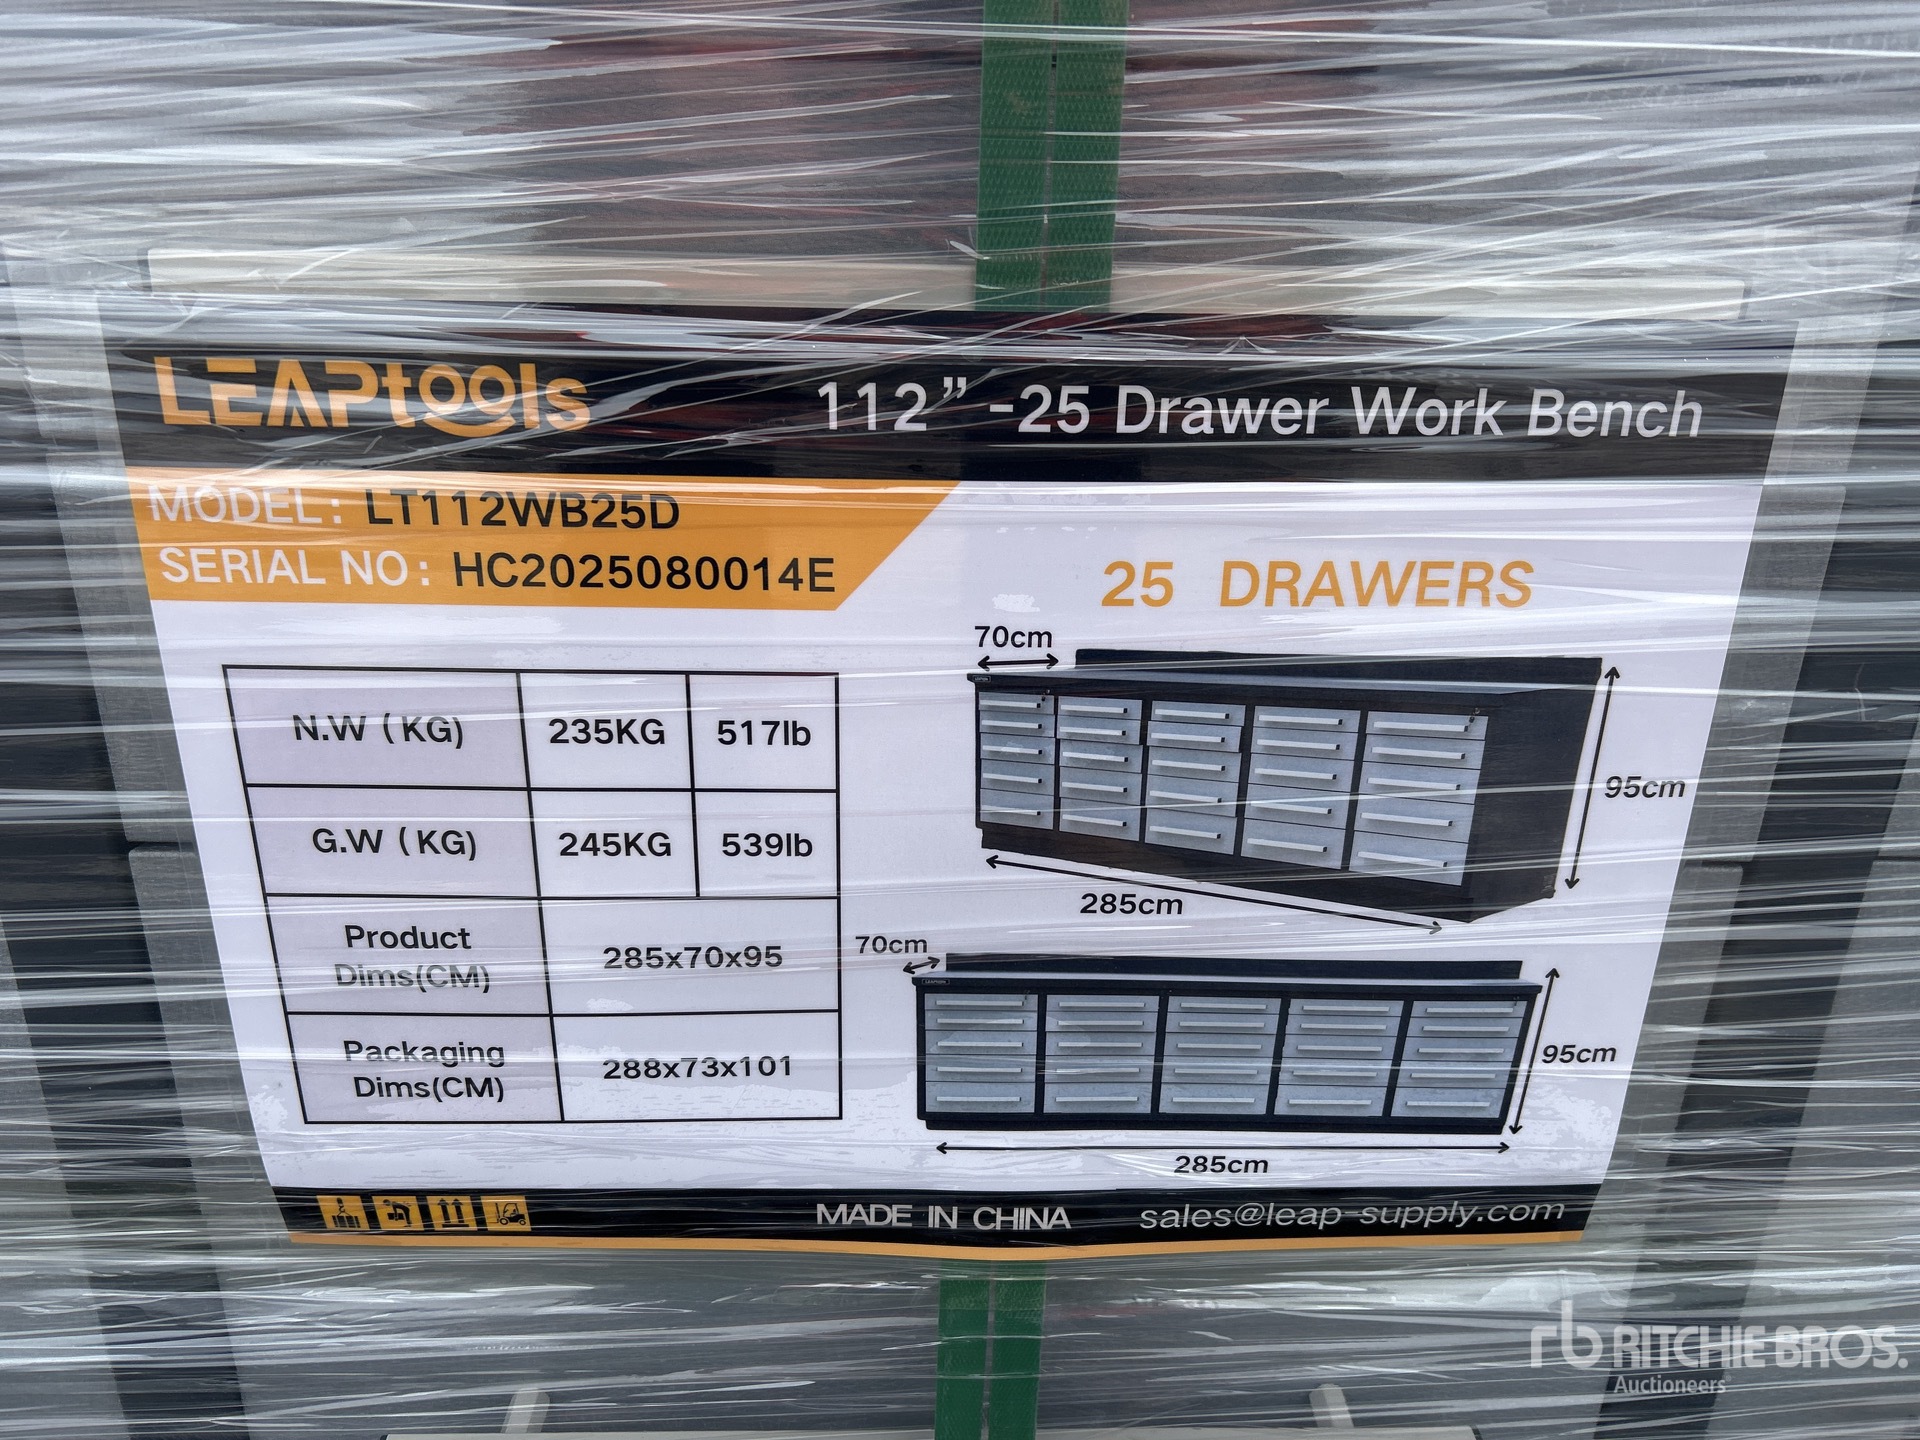 LEAPtools
112” -25 Drawer Work Bench
MODEL: LT112WB25D
SERIAL NO: HC2025080014E
25 DRAWERS
N.W (KG) 235KG 517lb
G.W (KG) 245KG 539lb
Product
Dims(CM) 285x70x95
Packaging
Dims(CM) 288x73x101
70cm
95cm
285cm
70cm
95cm
285cm
MADE IN CHINA sales@leap-supply.com
rb RITCHIE BROS.
Auctioneers